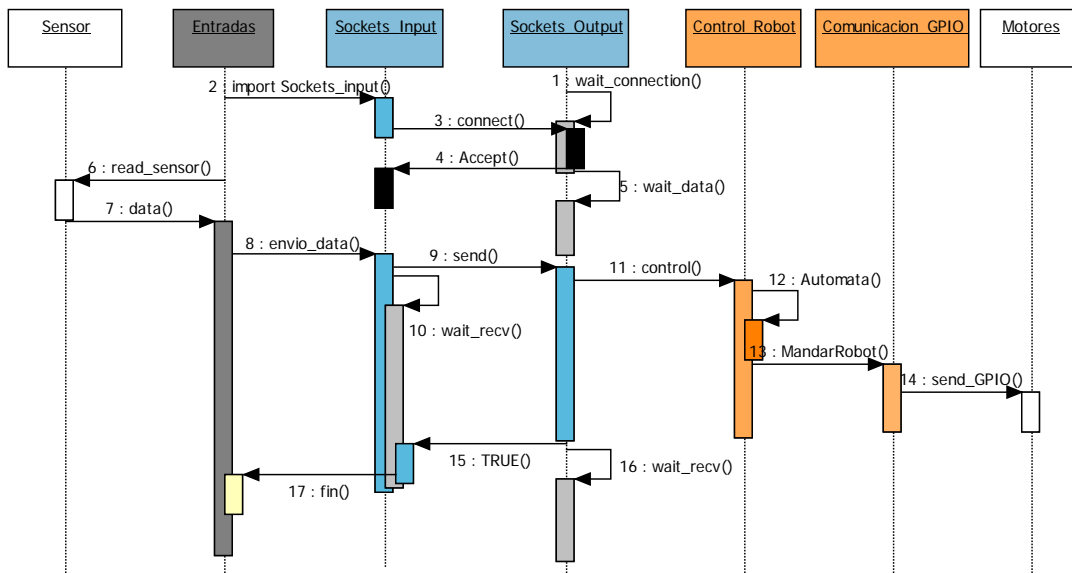 Sensor
Entradas
Sockets_Input
Sockets_Output
Control_Robot
Comunicacion_GPIO
Motores
1 : wait_connection()
2 : import Sockets_input()
3 : connect()
4 : Accept()
5 : wait_data()
6 : read_sensor()
7 : data()
8 : envio_data()
9 : send()
10 : wait_recv()
11 : control()
12 : Automata()
13 : MandarRobot()
14 : send_GPIO()
15 : TRUE()
16 : wait_recv()
17 : fin()